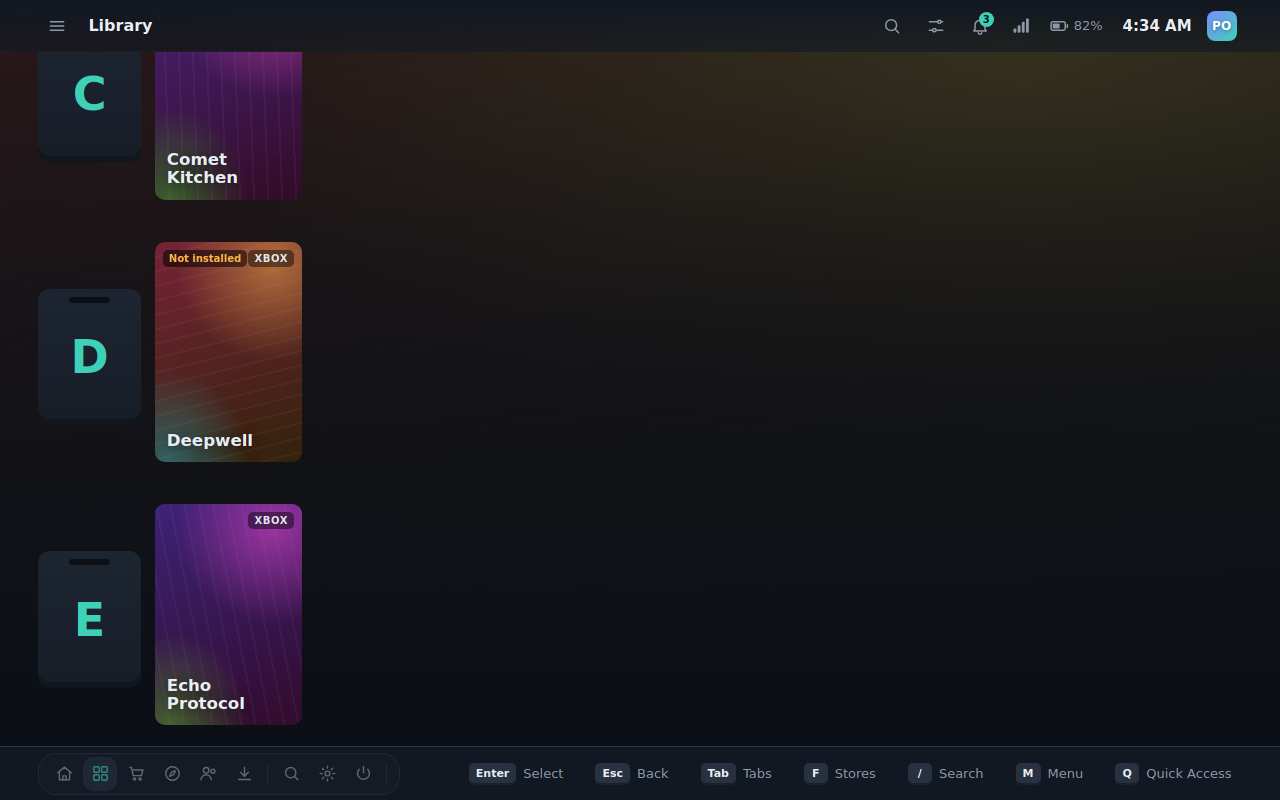 Library
3
82%
4:34 AM
PO
C
Comet
Kitchen
Not installed
XBOX
D
Deepwell
XBOX
E
Echo
Protocol
Enter Select
Esc Back
Tab Tabs
F Stores
/ Search
M Menu
Q Quick Access